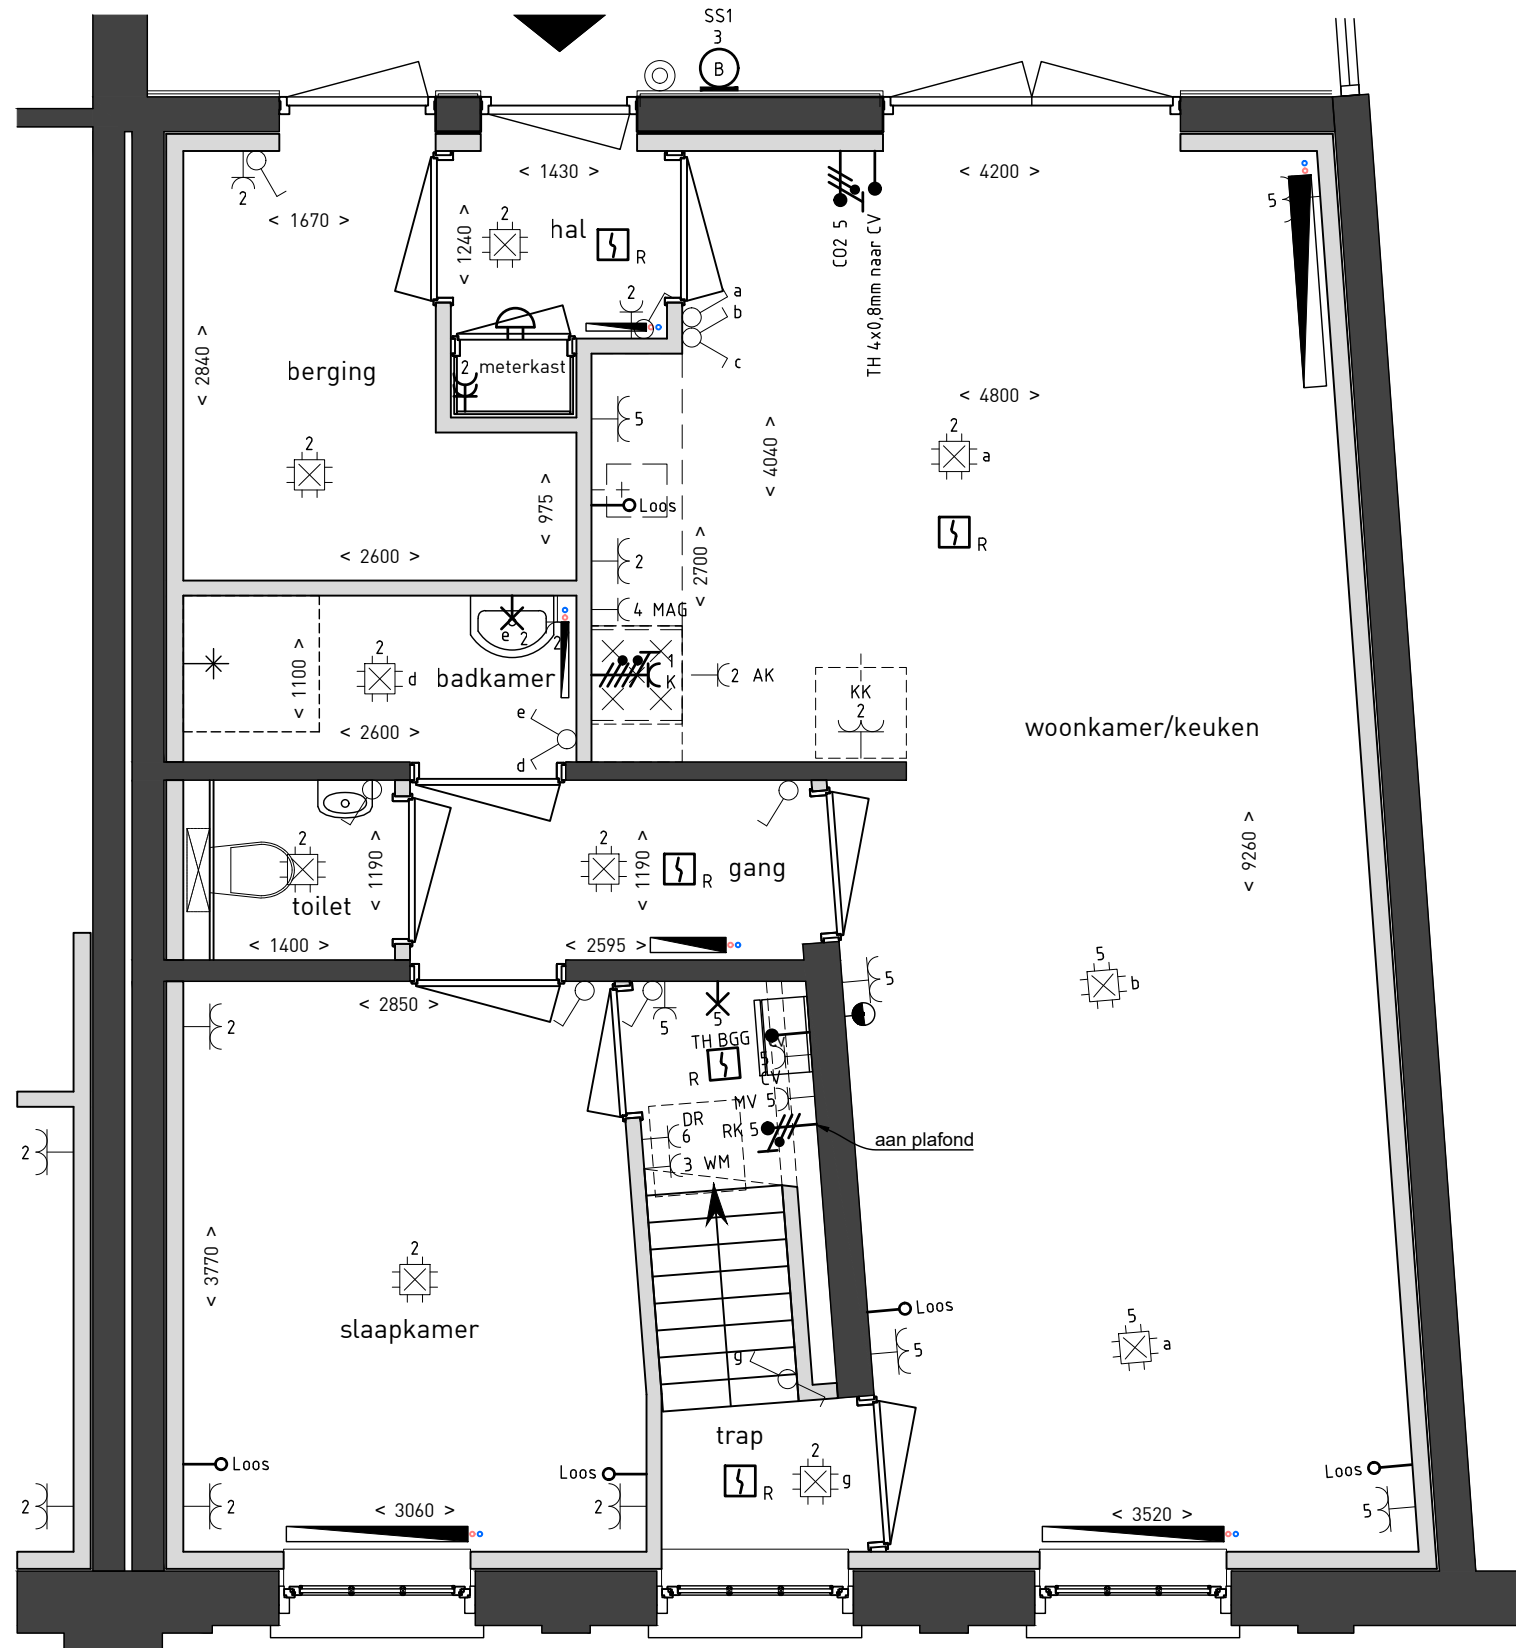 SS1
3
B
< 1430 >
< 4200 >
5
2
< 1670 >
2
hal
R
< 1240 >
CO2 5
TH 4x0,8mm naar CV
2
a
b
c
< 2840 >
berging
2
meterkast
5
< 4800 >
< 4040 >
2
a
2
< 975 >
Loos
R
< 2600 >
2
< 2700 >
4 MAG
e
2
2
< 1100 >
2
d
badkamer
1
K
2 AK
KK
2
woonkamer/keuken
e
< 2600 >
d
2
< 1190 >
2
< 1190 >
R
gang
toilet
< 9260 >
< 1400 >
< 2595 >
< 2850 >
5
5
b
2
5
5
TH BGG
CV
5
R
CV
MV 5
DR
6
RK 5
aan plafond
2
3 WM
< 3770 >
2
slaapkamer
Loos
5
a
5
g
trap
2
g
R
Loos
Loos
Loos
2
2
2
5
< 3060 >
< 3520 >